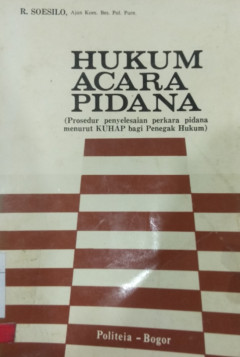 R. SOESILO, Ajun Kom. Bes. Pol. Purn.
HUKUM
ACARA
PIDANA
(Prosedur penyelesaian perkara pidana
menurut KUHAP bagi Penegak Hukum)
Politeia - Bogor